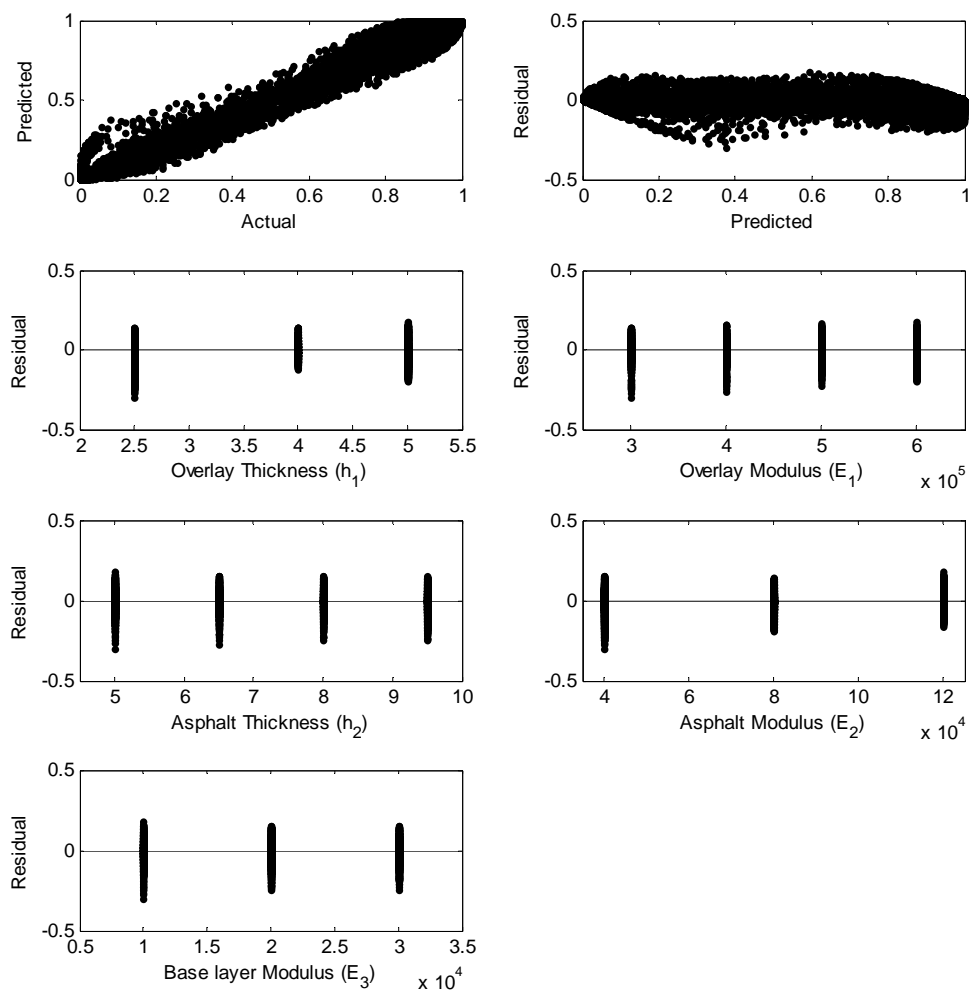 1
0.5
0
Predicted
0 0.2 0.4 0.6 0.8 1
Actual
0.5
0
-0.5
Residual
0 0.2 0.4 0.6 0.8 1
Predicted
0.5
0
-0.5
Residual
2 2.5 3 3.5 4 4.5 5 5.5
Overlay Thickness (h_1)
0.5
0
-0.5
Residual
3 4 5 6
Overlay Modulus (E_1)
x 10^5
0.5
0
-0.5
Residual
5 6 7 8 9 10
Asphalt Thickness (h_2)
0.5
0
-0.5
Residual
4 6 8 10 12
Asphalt Modulus (E_2)
x 10^4
0.5
0
-0.5
Residual
0.5 1 1.5 2 2.5 3 3.5
Base layer Modulus (E_3)
x 10^4